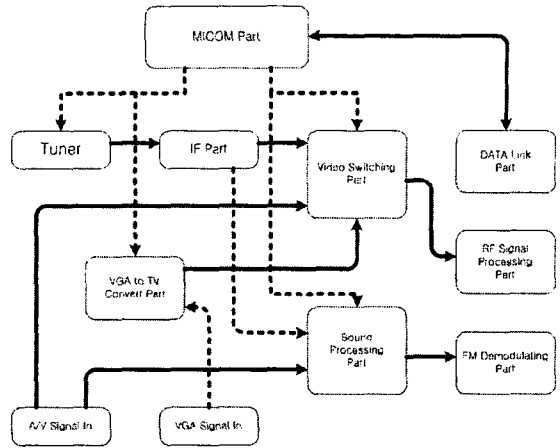 MICOM Part
Tuner
IF Part
Video Switching
Part
DATA Link
Part
RF Signal
Processing
Part
VGA to TV
Convert Part
Sound
Processing
Part
FM Demodulating
Part
A/V Signal In
VGA Signal In